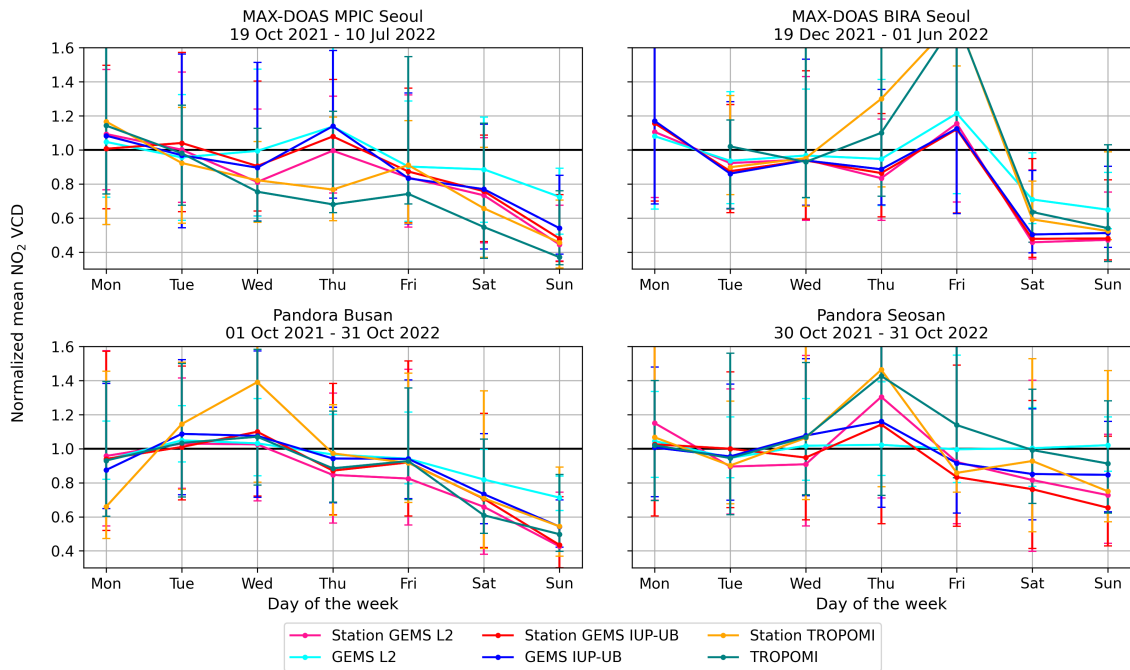 MAX-DOAS MPIC Seoul
19 Oct 2021 - 10 Jul 2022
MAX-DOAS BIRA Seoul
19 Dec 2021 - 01 Jun 2022
1.6
1.4
1.2
1.0
0.8
0.6
0.4
Mon Tue Wed Thu Fri Sat Sun
Mon Tue Wed Thu Fri Sat Sun
Normalized mean NO₂ VCD
Pandora Busan
01 Oct 2021 - 31 Oct 2022
Pandora Seosan
30 Oct 2021 - 31 Oct 2022
1.6
1.4
1.2
1.0
0.8
0.6
0.4
Mon Tue Wed Thu Fri Sat Sun
Mon Tue Wed Thu Fri Sat Sun
Day of the week
Day of the week
Station GEMS L2
GEMS L2
Station GEMS IUP-UB
GEMS IUP-UB
Station TROPOMI
TROPOMI